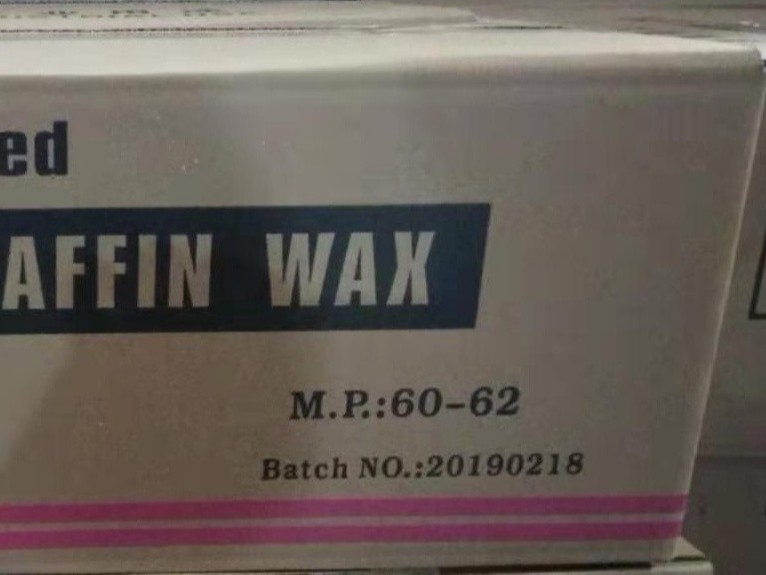 ed
AFFIN WAX
M.P.:60-62
Batch NO.:20190218